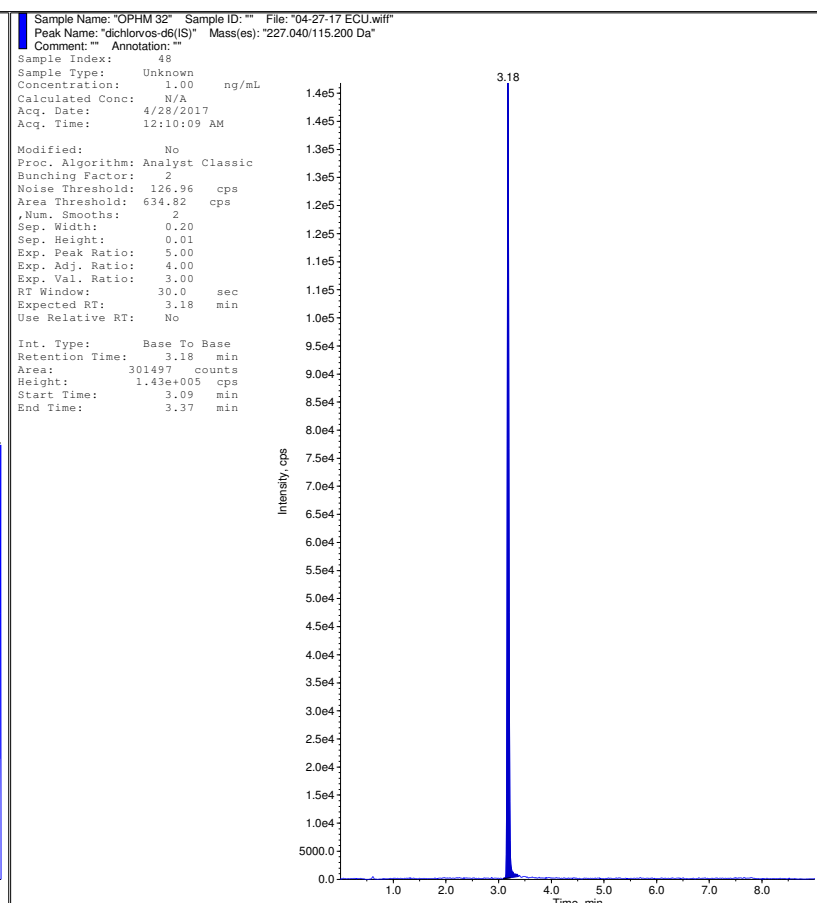 Sample Name: "OPHM 32" Sample ID: "" File: "04-27-17 ECU.wiff"
Peak Name: "dichlorvos-d6(IS)" Mass(es): "227.040/115.200 Da"
Comment: "" Annotation: ""
Sample Index: 48
Sample Type: Unknown
Concentration: 1.00 ng/mL
Calculated Conc: N/A
Acq. Date: 4/28/2017
Acq. Time: 12:10:09 AM
Modified: No
Proc. Algorithm: Analyst Classic
Bunching Factor: 2
Noise Threshold: 126.96 cps
Area Threshold: 634.82 cps
,Num. Smooths: 2
Sep. Width: 0.20
Sep. Height: 0.01
Exp. Peak Ratio: 5.00
Exp. Adj. Ratio: 4.00
Exp. Val. Ratio: 3.00
RT Window: 30.0 sec
Expected RT: 3.18 min
Use Relative RT: No
Int. Type: Base To Base
Retention Time: 3.18 min
Area: 301497 counts
Height: 1.43e+005 cps
Start Time: 3.09 min
End Time: 3.37 min
3.18
1.4e5
1.4e5
1.3e5
1.3e5
1.2e5
1.2e5
1.1e5
1.1e5
1.0e5
9.5e4
9.0e4
8.5e4
8.0e4
7.5e4
7.0e4
6.5e4
6.0e4
5.5e4
5.0e4
4.5e4
4.0e4
3.5e4
3.0e4
2.5e4
2.0e4
1.5e4
1.0e4
5000.0
0.0
Intensity, cps
1.0 2.0 3.0 4.0 5.0 6.0 7.0 8.0
Time, min